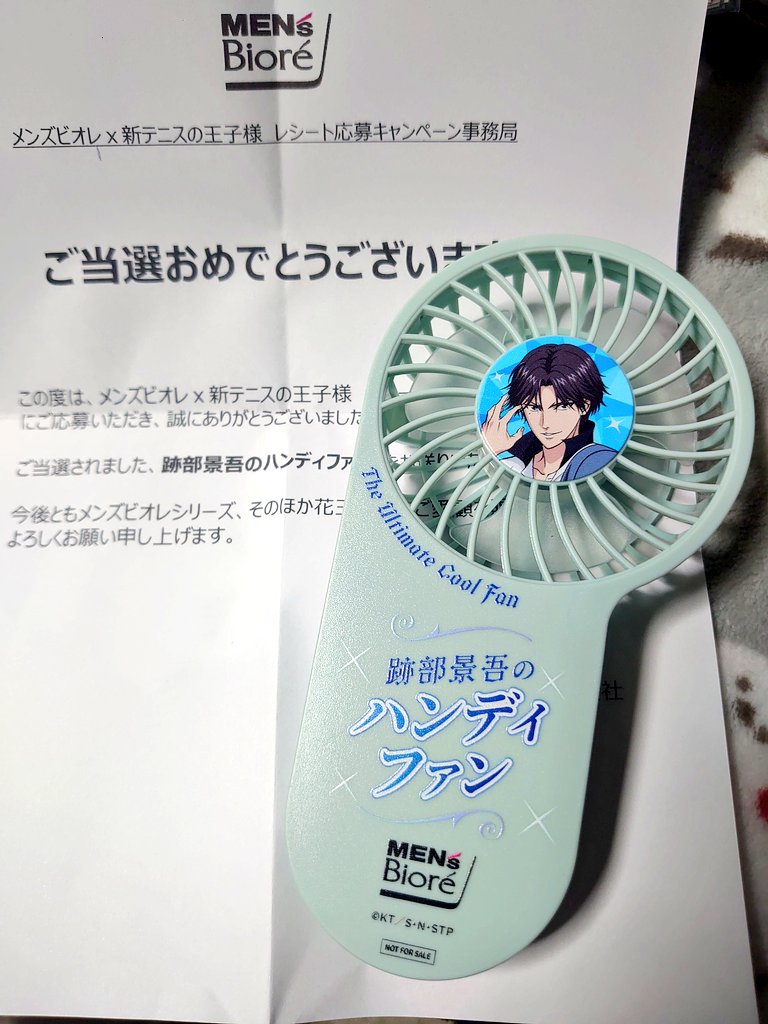 MEN's
Bioré
メンズビオレ x 新テニスの王子様 レシート応募キャンペーン事務局
ご当選おめでとうござい
この度は、メンズビオレ x 新テニスの王子様
にご応募いただき、誠にありがとうございました
ご当選されました、跡部景吾のハンディファ
今後ともメンズビオレシリーズ、そのほか花王 ご愛顧
よろしくお願い申し上げます。
社
The Ultimate Cool Fan
跡部景吾の
ハンディ
ファン
MEN's
Bioré
©KT/S・N・STP
NOT FOR SALE